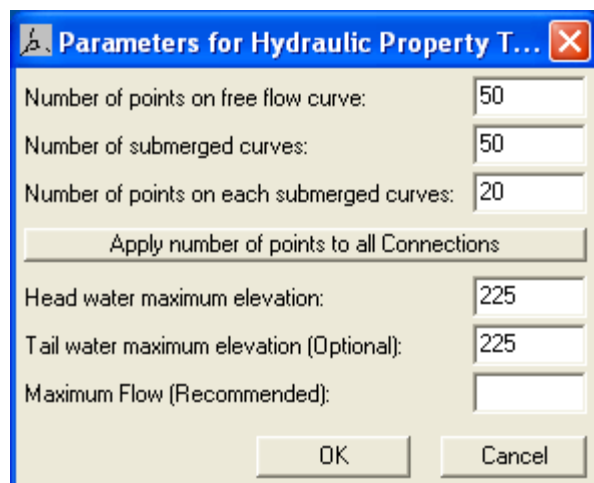 Parameters for Hydraulic Property T...
Number of points on free flow curve: 50
Number of submerged curves: 50
Number of points on each submerged curves: 20
Apply number of points to all Connections
Head water maximum elevation: 225
Tail water maximum elevation (Optional): 225
Maximum Flow (Recommended):
OK Cancel